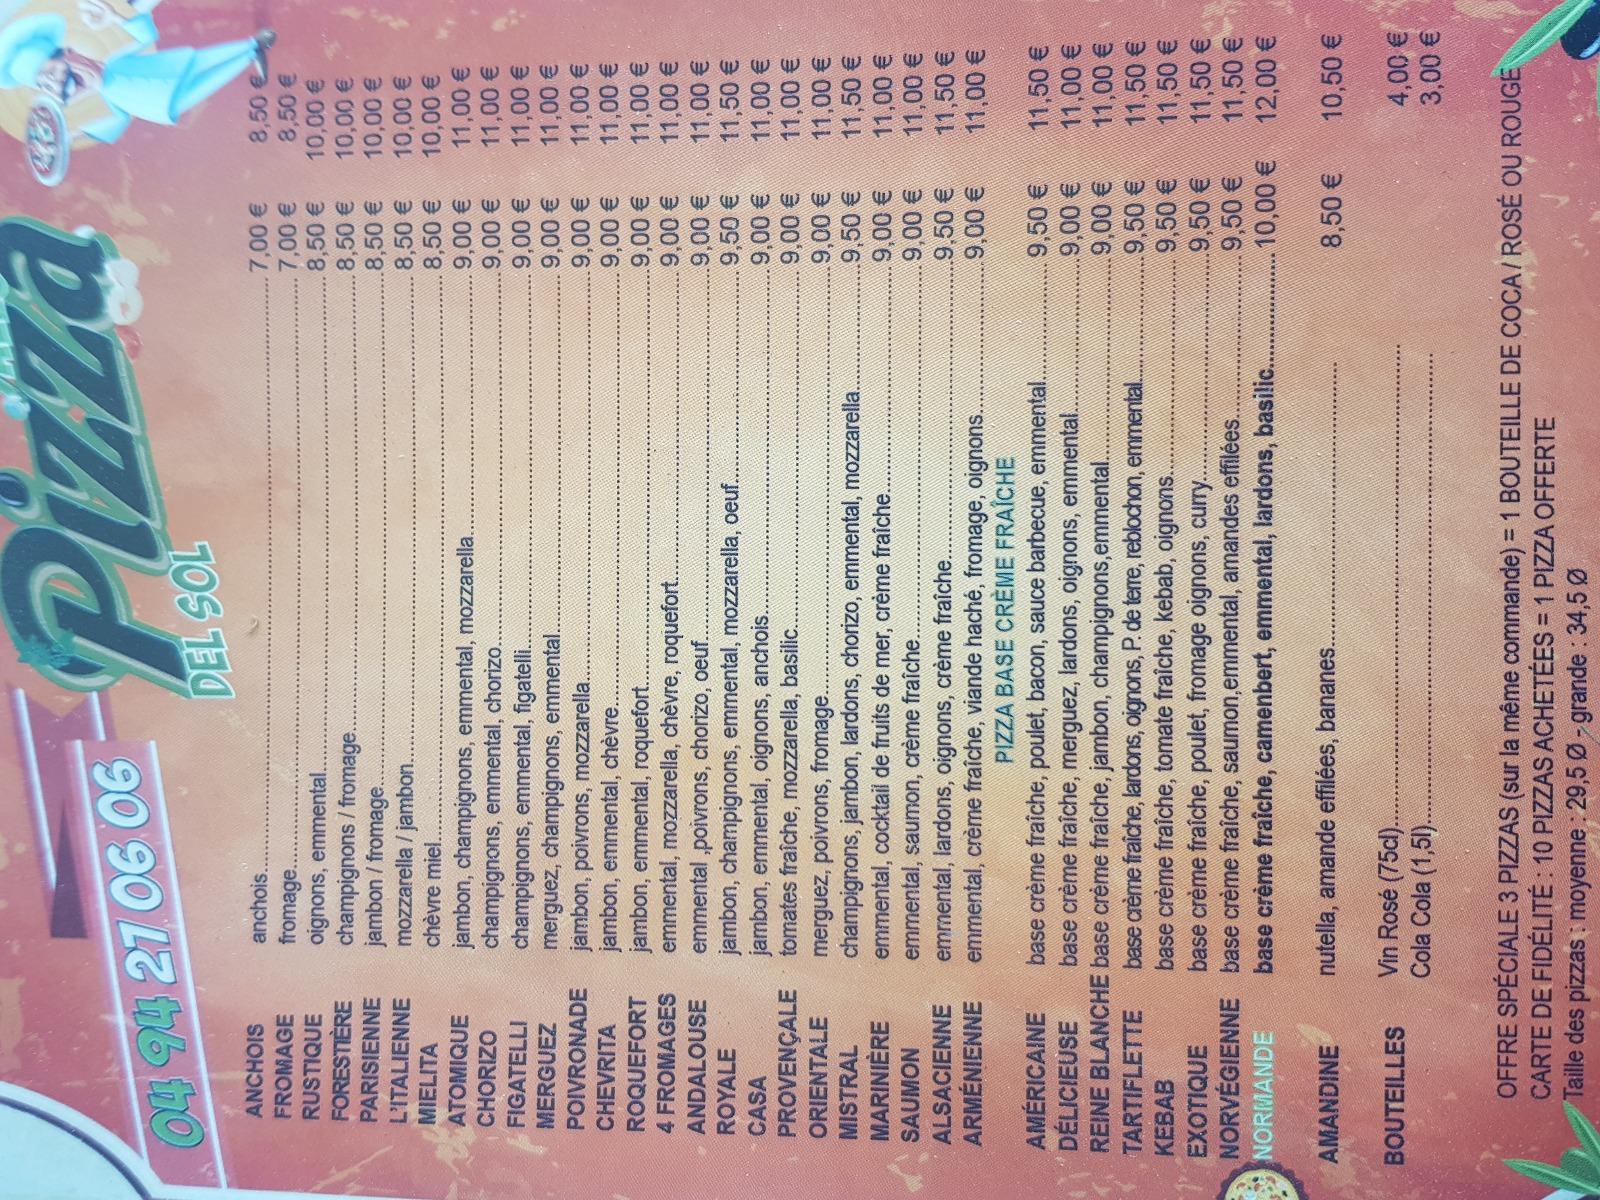 Pizza
DEL SOL
04 94 27 06 06
ANCHOIS anchois 7,00 € 8,50 €
FROMAGE fromage 7,00 € 8,50 €
RUSTIQUE oignons, emmental 8,50 € 10,00 €
FORESTIÈRE champignons / fromage 8,50 € 10,00 €
PARISIENNE jambon / fromage 8,50 € 10,00 €
L'ITALIENNE mozzarella / jambon 8,50 € 10,00 €
MIELITA chèvre miel 8,50 € 10,00 €
ATOMIQUE jambon, champignons, emmental, mozzarella 9,00 € 11,00 €
CHORIZO champignons, emmental, chorizo 9,00 € 11,00 €
FIGATELLI champignons, emmental, figatelli 9,00 € 11,00 €
MERGUEZ merguez, champignons, emmental 9,00 € 11,00 €
POIVRONADE jambon, poivrons, mozzarella 9,00 € 11,00 €
CHEVRITA jambon, emmental, chèvre 9,00 € 11,00 €
ROQUEFORT jambon, emmental, roquefort 9,00 € 11,00 €
4 FROMAGES emmental, mozzarella, chèvre, roquefort 9,00 € 11,00 €
ANDALOUSE emmental ,poivrons, chorizo, oeuf 9,00 € 11,00 €
ROYALE jambon, champignons, emmental, mozzarella, oeuf 9,50 € 11,50 €
CASA jambon, emmental, oignons, anchois 9,00 € 11,00 €
PROVENÇALE tomates fraîche, mozzarella, basilic 9,00 € 11,00 €
ORIENTALE merguez, poivrons, fromage 9,00 € 11,00 €
MISTRAL champignons, jambon, lardons, chorizo, emmental, mozzarella 9,50 € 11,50 €
MARINIÈRE emmental, cocktail de fruits de mer, crème fraîche 9,00 € 11,00 €
SAUMON emmental, saumon, crème fraîche 9,00 € 11,00 €
ALSACIENNE emmental, lardons, oignons, crème fraîche 9,50 € 11,50 €
ARMÉNIENNE emmental, crème fraîche, viande haché, fromage, oignons 9,00 € 11,00 €
PIZZA BASE CRÈME FRAÎCHE
AMÉRICAINE base crème fraîche, poulet, bacon, sauce barbecue, emmental 9,50 € 11,50 €
DÉLICIEUSE base crème fraîche, merguez, lardons, oignons, emmental 9,00 € 11,00 €
REINE BLANCHE base crème fraîche, jambon, champignons,emmental 9,00 € 11,00 €
TARTIFLETTE base crème fraîche, lardons, oignons, P. de terre, reblochon, emmental 9,50 € 11,50 €
KEBAB base crème fraîche, tomate fraîche, kebab, oignons 9,50 € 11,50 €
EXOTIQUE base crème fraîche, poulet, fromage oignons, curry 9,50 € 11,50 €
NORVÉGIENNE base crème fraîche, saumon,emmental, amandes effilées 9,50 € 11,50 €
NORMANDE base crème fraîche, camenbert, emmental, lardons, basilic 10,00 € 12,00 €
AMANDINE nutella, amande effilées, bananes 8,50 € 10,50 €
BOUTEILLES Vin Rosé (75cl) 4,00 €
Cola Cola (1,5l) 3,00 €
OFFRE SPÉCIALE 3 PIZZAS (sur la même commande) = 1 BOUTEILLE DE COCA / ROSÉ OU ROUGE
CARTE DE FIDÉLITÉ : 10 PIZZAS ACHETÉES = 1 PIZZA OFFERTE
Taille des pizzas : moyenne : 29,5 Ø - grande : 34,5 Ø